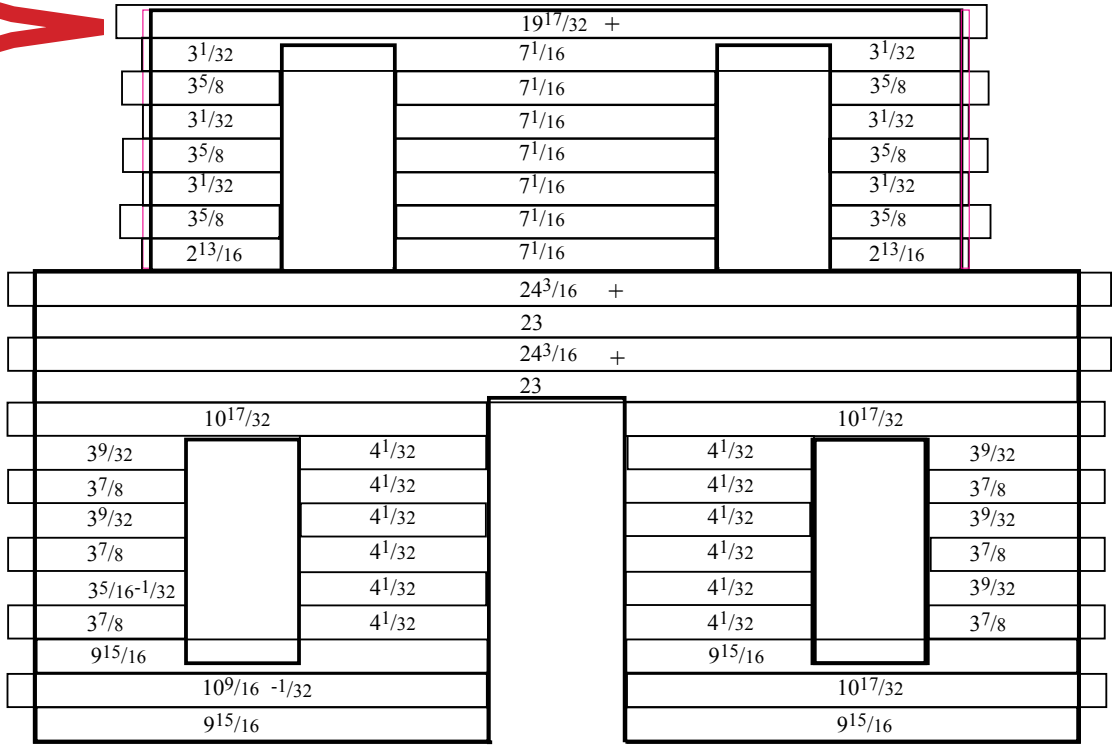 19 17/32 +
3 1/32 7 1/16 3 1/32
3 5/8 7 1/16 3 5/8
3 1/32 7 1/16 3 1/32
3 5/8 7 1/16 3 5/8
3 1/32 7 1/16 3 1/32
3 5/8 7 1/16 3 5/8
2 13/16 7 1/16 2 13/16
24 3/16 +
23
24 3/16 +
23
10 17/32 10 17/32
3 9/32 4 1/32 4 1/32 3 9/32
3 7/8 4 1/32 4 1/32 3 7/8
3 9/32 4 1/32 4 1/32 3 9/32
3 7/8 4 1/32 4 1/32 3 7/8
3 5/16 -1/32 4 1/32 4 1/32 3 9/32
3 7/8 4 1/32 4 1/32 3 7/8
9 15/16 9 15/16
10 9/16 -1/32 10 17/32
9 15/16 9 15/16